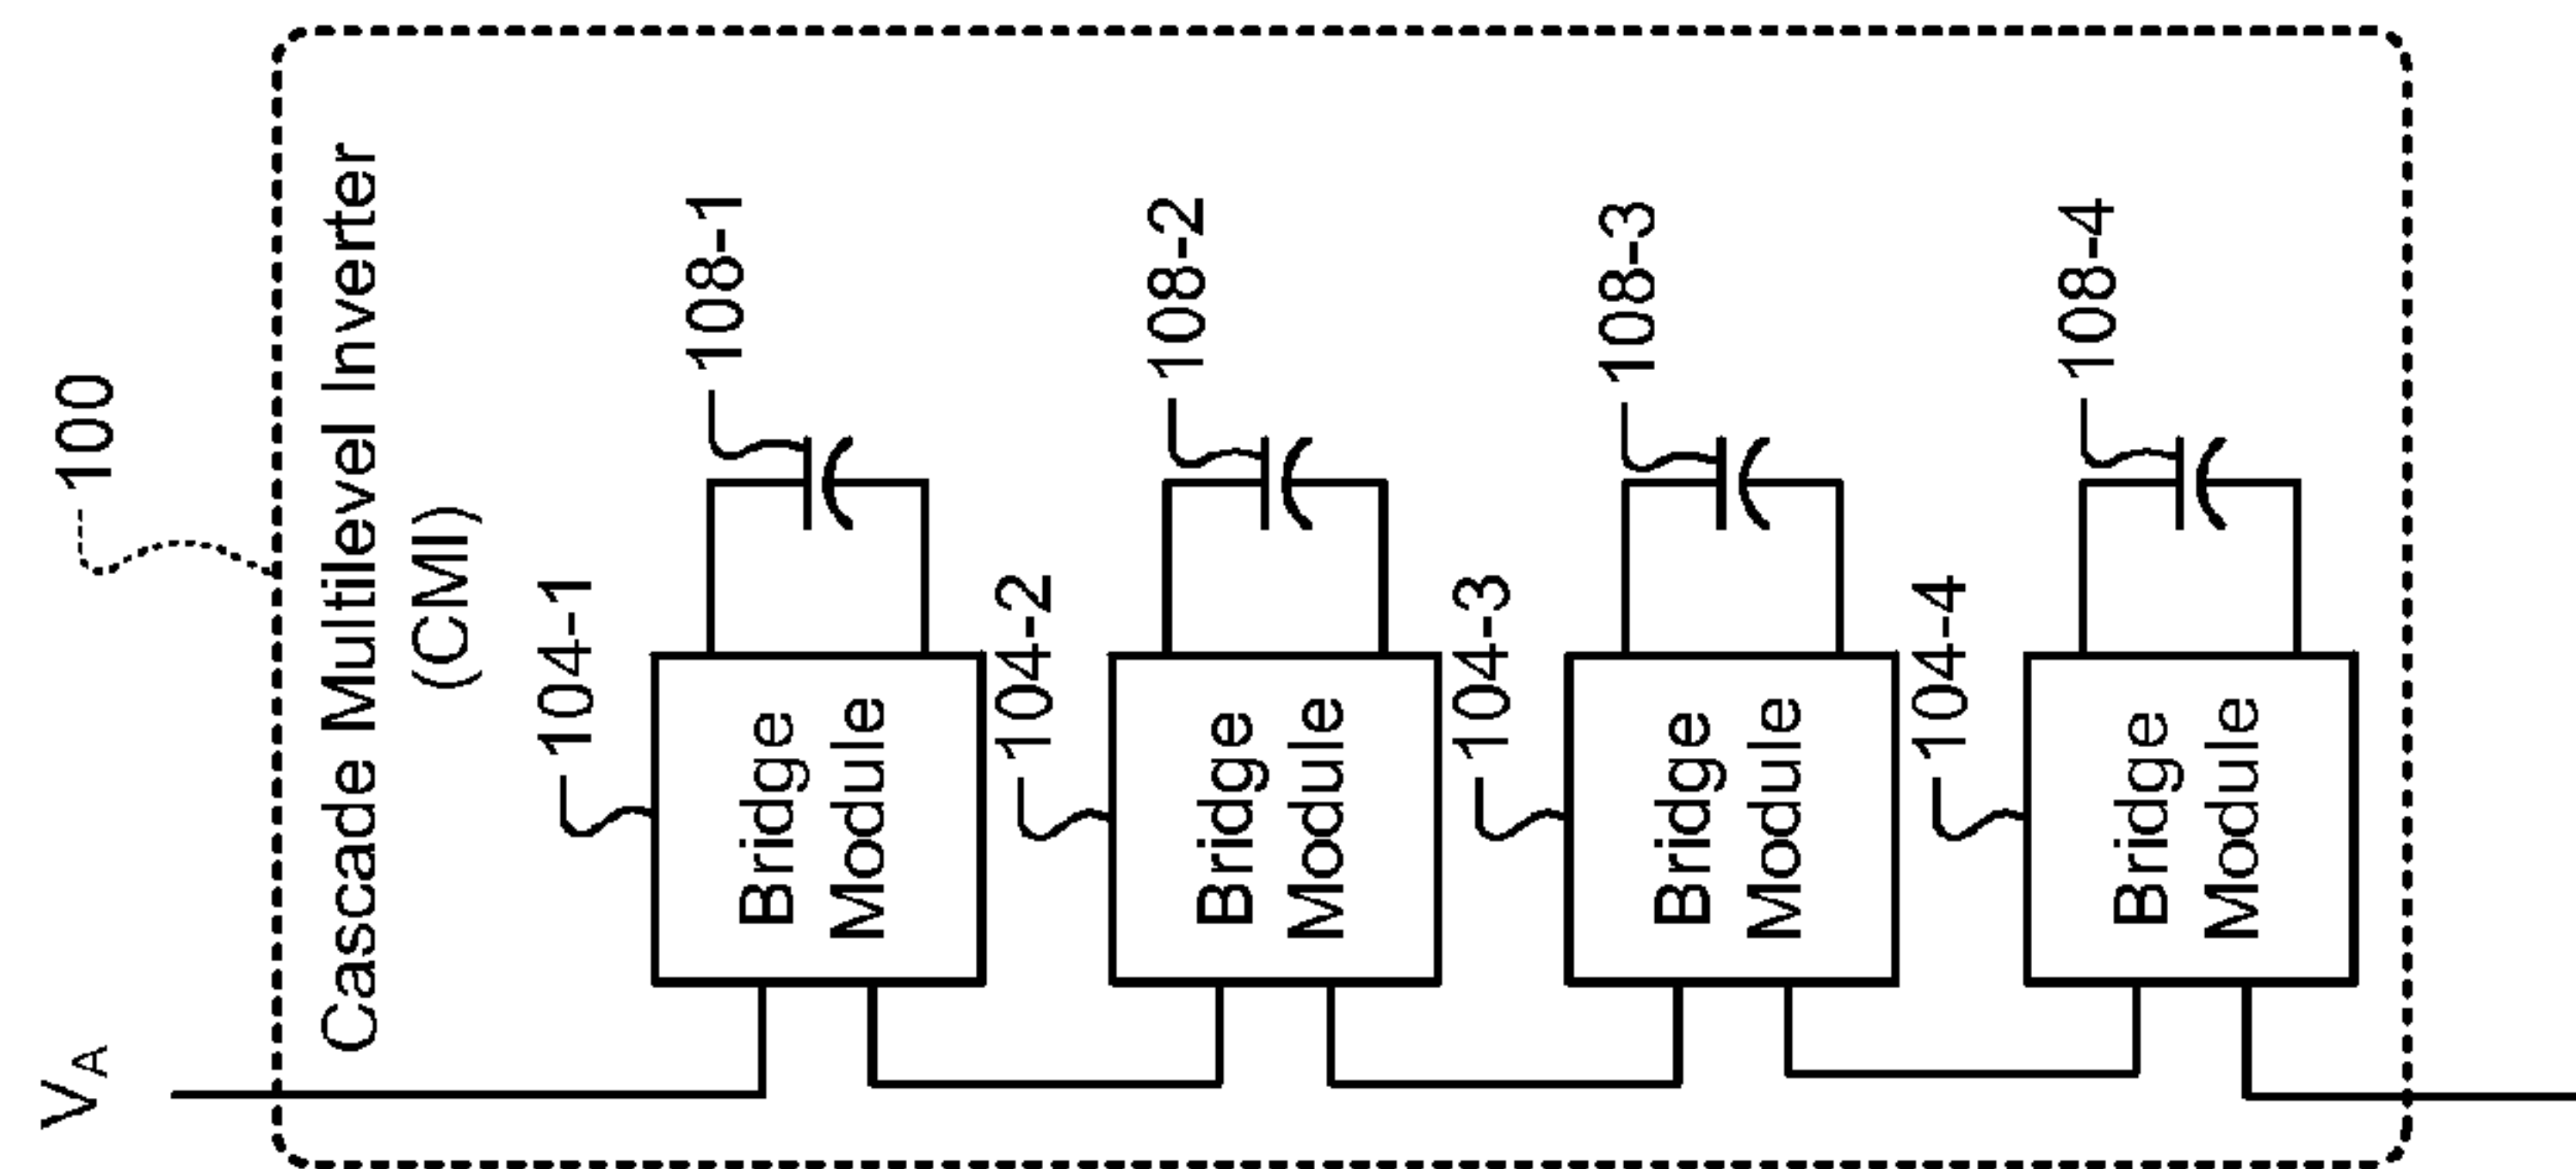 100
V A
Cascade Multilevel Inverter
(CMI)
104-1
108-1
Bridge
Module
104-2
108-2
Bridge
Module
104-3
108-3
Bridge
Module
104-4
108-4
Bridge
Module